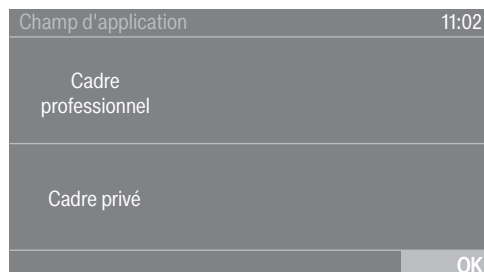 Champ d'application 11:02
Cadre
professionnel
Cadre privé
OK